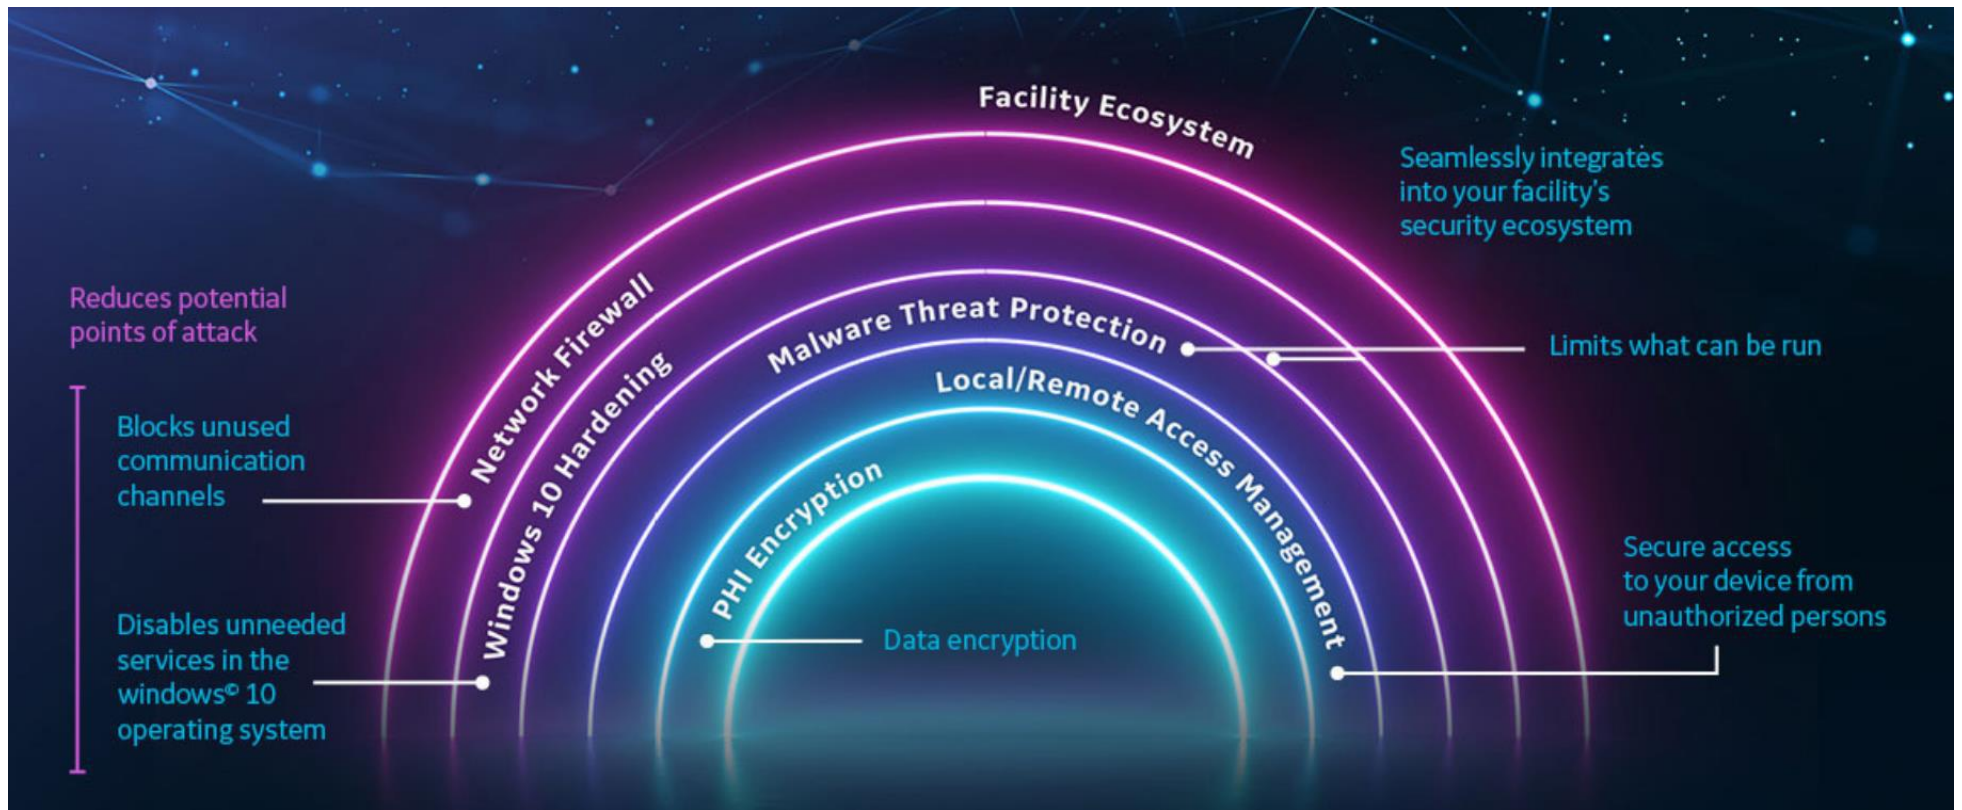 Facility Ecosystem
Seamlessly integrates
into your facility's
security ecosystem
Reduces potential
points of attack
Network Firewall
Malware Threat Protection
Limits what can be run
Windows 10 Hardening
Local/Remote Access Management
Blocks unused
communication
channels
PHI Encryption
Secure access
to your device from
unauthorized persons
Disables unneeded
services in the
windows© 10
operating system
Data encryption